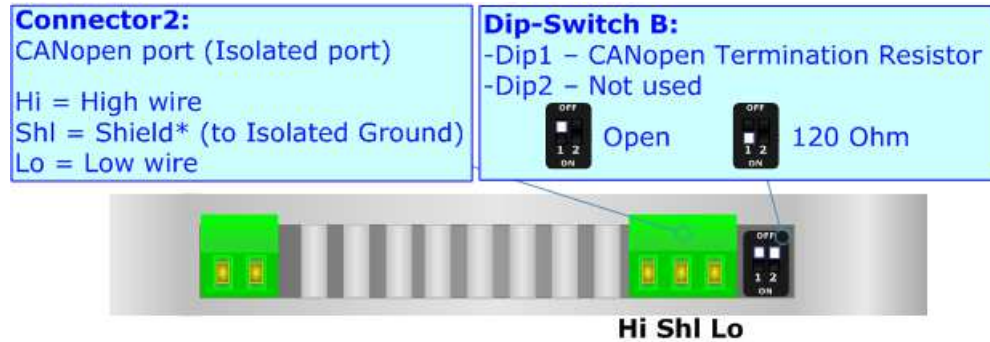 Connector2:
CANopen port (Isolated port)
Hi = High wire
Shl = Shield* (to Isolated Ground)
Lo = Low wire
Dip-Switch B:
-Dip1 – CANopen Termination Resistor
-Dip2 – Not used
OFF
1 2
ON
Open
OFF
1 2
ON
120 Ohm
OFF
1 2
ON
Hi Shl Lo